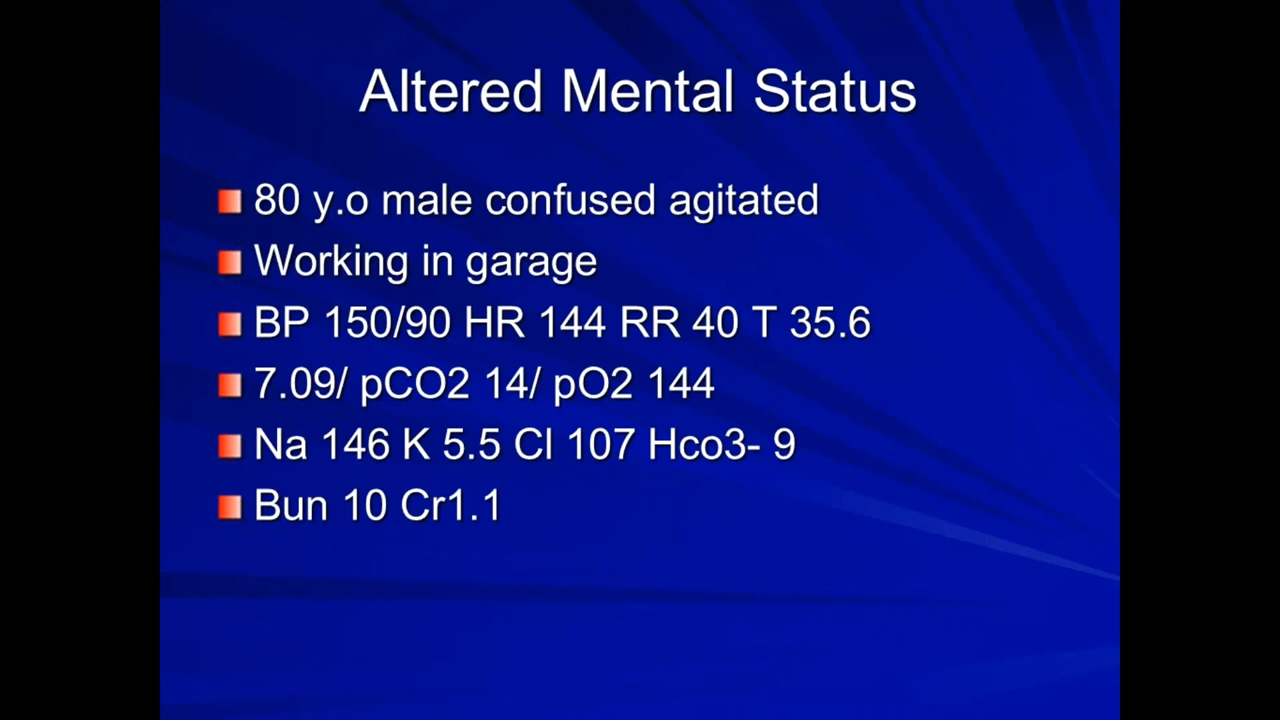 Altered Mental Status
80 y.o male confused agitated
Working in garage
BP 150/90 HR 144 RR 40 T 35.6
7.09/ pCO2 14/ pO2 144
Na 146 K 5.5 Cl 107 Hco3- 9
Bun 10 Cr1.1